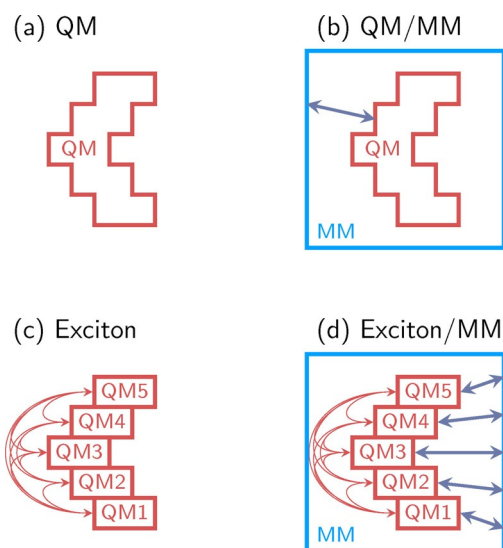 (a) QM
(b) QM/MM
QM
QM
MM
(c) Exciton
(d) Exciton/MM
QM5
QM4
QM3
QM2
QM1
QM5
QM4
QM3
QM2
QM1
MM